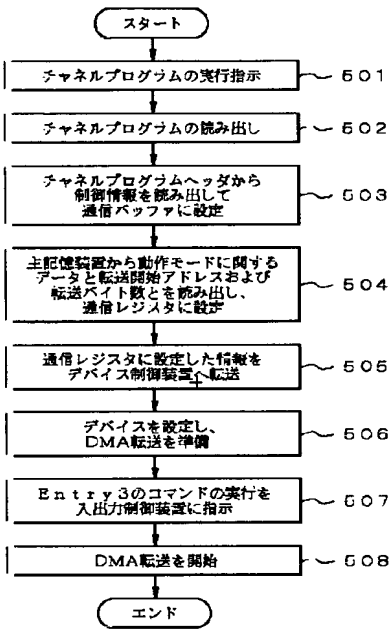 スタート
チャネルプログラムの実行指示
501
チャネルプログラムの読み出し
502
チャネルプログラムヘッダから
制御情報を読み出して
通信バッファに設定
503
主記憶装置から動作モードに関する
データと転送開始アドレスおよび
転送バイト数とを読み出し、
通信レジスタに設定
504
通信レジスタに設定した情報を
デバイス制御装置へ転送
505
デバイスを設定し、
DMA転送を準備
506
Entry3のコマンドの実行を
入出力制御装置に指示
507
DMA転送を開始
508
エンド